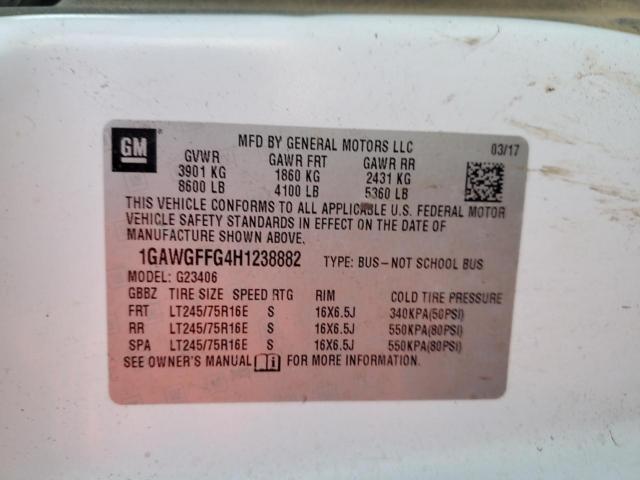 GM
MFD BY GENERAL MOTORS LLC 03/17
GVWR GAWR FRT GAWR RR
3901 KG 1860 KG 2431 KG
8600 LB 4100 LB 5360 LB
THIS VEHICLE CONFORMS TO ALL APPLICABLE U.S. FEDERAL MOTOR
VEHICLE SAFETY STANDARDS IN EFFECT ON THE DATE OF
MANUFACTURE SHOWN ABOVE.
1GAWGFFG4H1238882 TYPE: BUS-NOT SCHOOL BUS
MODEL: G23406
GBBZ TIRE SIZE SPEED RTG RIM COLD TIRE PRESSURE
FRT LT245/75R16E S 16X6.5J 340KPA(50PSI)
RR LT245/75R16E S 16X6.5J 550KPA(80PSI)
SPA LT245/75R16E S 16X6.5J 550KPA(80PSI)
SEE OWNER'S MANUAL FOR MORE INFORMATION.